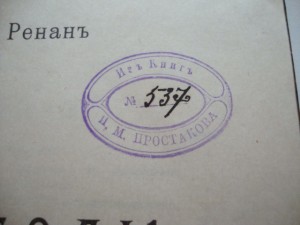 Ренанъ
Изъ Книгъ
№ 537
П. М. ПРОСТАКОВА